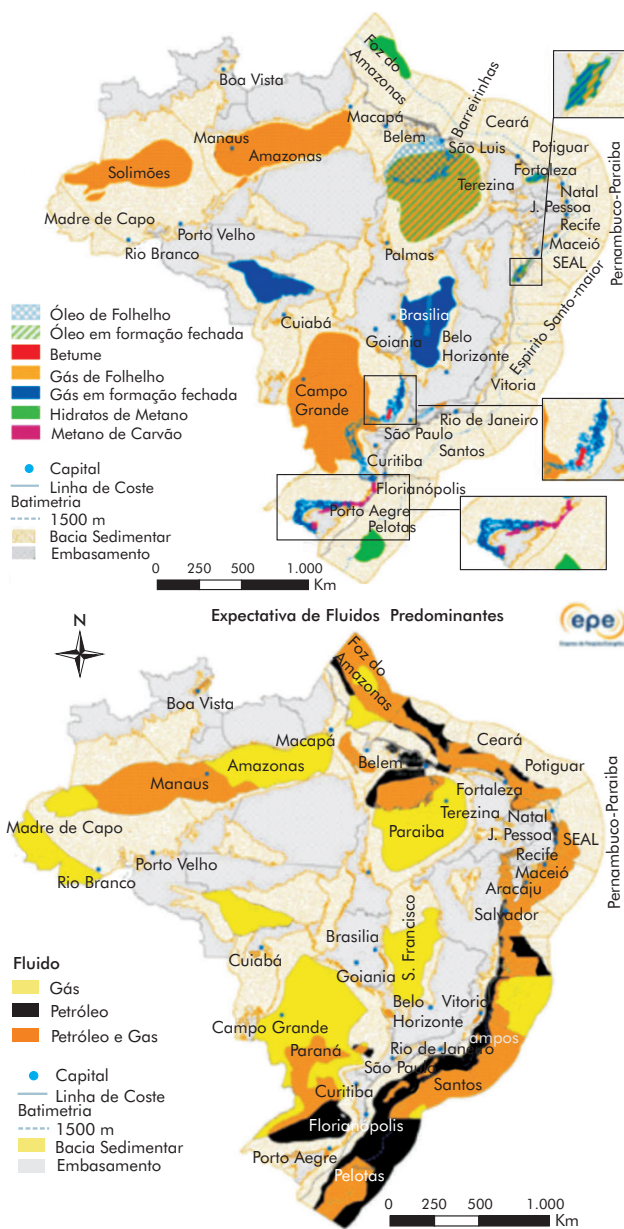 Foz do
Amazonas
Boa Vista
Barreirinhas
Macapá
Ceará
Belém
Manaus
São Luis
Potiguar
Amazonas
Fortaleza
Solimões
Terezina
Natal
J. Pessoa
Pernambuco-Paraiba
Madre de Capo
Recife
Porto Velho
Maceió
Rio Branco
Palmas
SEAL
Espirito Santo-maior
Óleo de Folhelho
Óleo em formação fechada
Betume
Gás de Folhelho
Gás em formação fechada
Hidratos de Metano
Metano de Carvão
Brasilia
Cuiabá
Goiania
Belo
Horizonte
Vitoria
Campo
Grande
Rio de Janeiro
São Paulo
Santos
Curitiba
Capital
Linha de Coste
Batimetria
1500 m
Bacia Sedimentar
Embasamento
Florianópolis
Porto Aegre
Pelotas
0 250 500 1.000
Km
N
Expectativa de Fluidos Predominantes
epe
Foz do
Amazonas
Boa Vista
Macapá
Ceará
Amazonas
Belem
Potiguar
Manaus
Fortaleza
Terezina
Natal
Pernambuco-Paraiba
Madre de Capo
Paraiba
J. Pessoa
SEAL
Porto Velho
Recife
Rio Branco
Maceió
Aracaju
Salvador
S. Francisco
Brasilia
Cuiabá
Goiania
Fluido
Gás
Petróleo
Petróleo e Gas
Belo
Horizonte
Vitoria
Campo Grande
ampos
Rio de Janeiro
Paraná
São Paulo
Santos
Capital
Linha de Coste
Batimetria
1500 m
Bacia Sedimentar
Embasamento
Curitiba
Florianópolis
Porto Aegre
Pelotas
0 250 500 1.000
Km